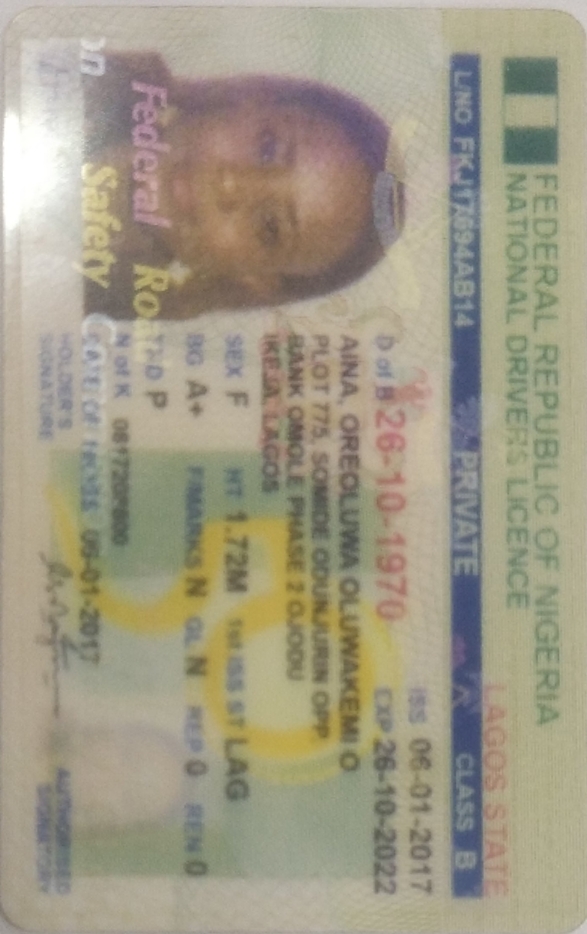 FEDERAL REPUBLIC OF NIGERIA
NATIONAL DRIVERS LICENCE
LAGOS STATE
L/NO FKJ17694AB14 PRIVATE CLASS B
ISS 06-01-2017
D of B 26-10-1970 EXP 26-10-2022
AINA, OREOLUWA OLUWAKEMI O
PLOT 775, SOMIDE ODUNJURIN OPP
BANK OMOLE PHASE 2 OJODU
IKEJA, LAGOS
SEX F HT 1.72M 1st ISS ST LAG
BG A+ F/MARKS N GL N REP 0 REN 0
P
Federal Road
N of K
Safety
DATE OF 06-01-2017
HOLDER'S SIGNATURE
AUTHORISED SIGNATORY